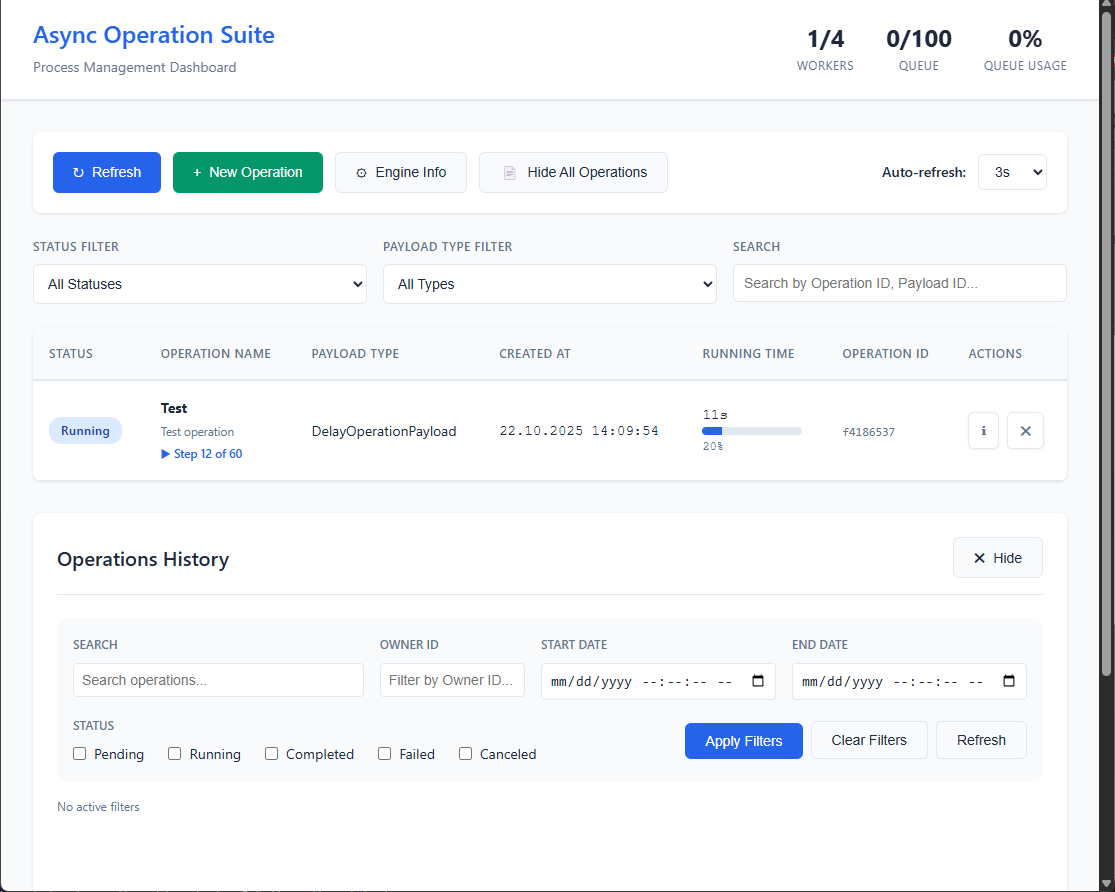 Async Operation Suite
Process Management Dashboard
1/4
WORKERS
0/100
QUEUE
0%
QUEUE USAGE
↻ Refresh
+ New Operation
⚙ Engine Info
Hide All Operations
Auto-refresh:
3s
STATUS FILTER
All Statuses
PAYLOAD TYPE FILTER
All Types
SEARCH
Search by Operation ID, Payload ID...
STATUS OPERATION NAME PAYLOAD TYPE CREATED AT RUNNING TIME OPERATION ID ACTIONS
Running
Test
Test operation
▶ Step 12 of 60
DelayOperationPayload
22.10.2025 14:09:54
11s
20%
f4186537
i
✕
Operations History
✕ Hide
SEARCH
Search operations...
OWNER ID
Filter by Owner ID...
START DATE
mm/dd/yyyy --:--:-- --
END DATE
mm/dd/yyyy --:--:-- --
STATUS
Pending
Running
Completed
Failed
Canceled
Apply Filters
Clear Filters
Refresh
No active filters